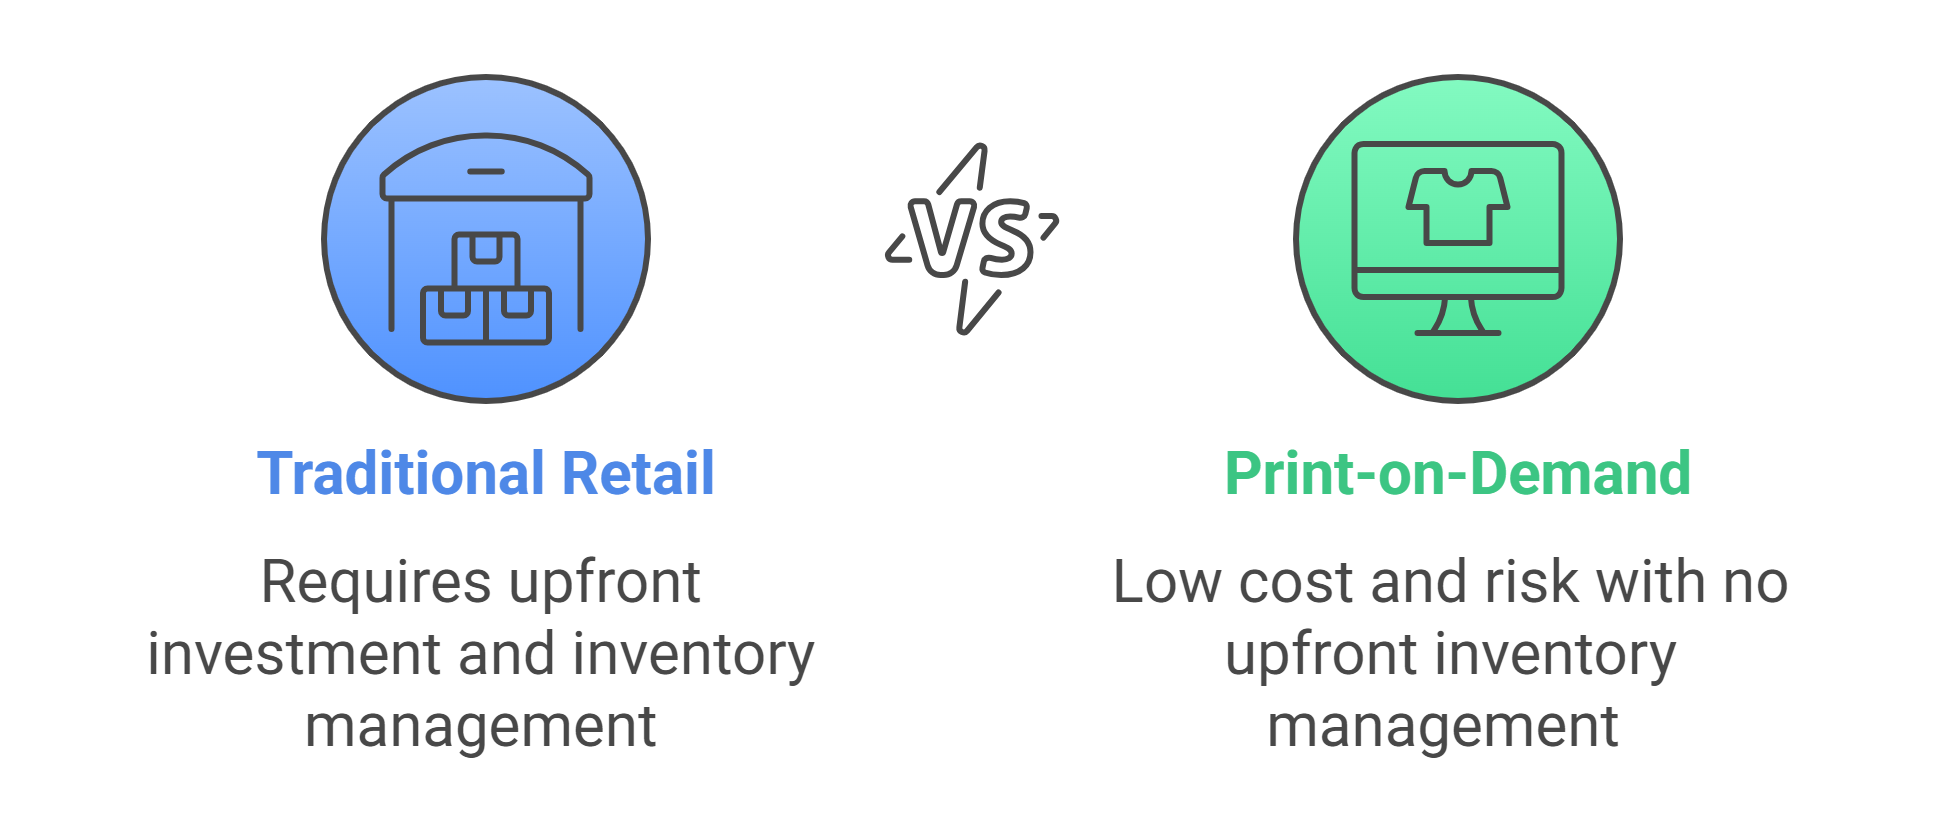 VS
Traditional Retail
Requires upfront
investment and inventory
management
Print-on-Demand
Low cost and risk with no
upfront inventory
management